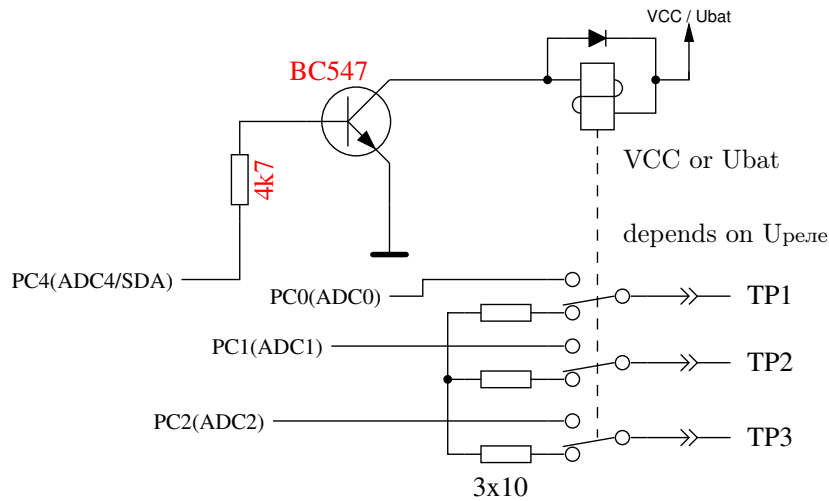 VCC / Ubat
BC547
4k7
VCC or Ubat
depends on Uреле
PC4(ADC4/SDA)
PC0(ADC0)
TP1
PC1(ADC1)
TP2
PC2(ADC2)
TP3
3x10